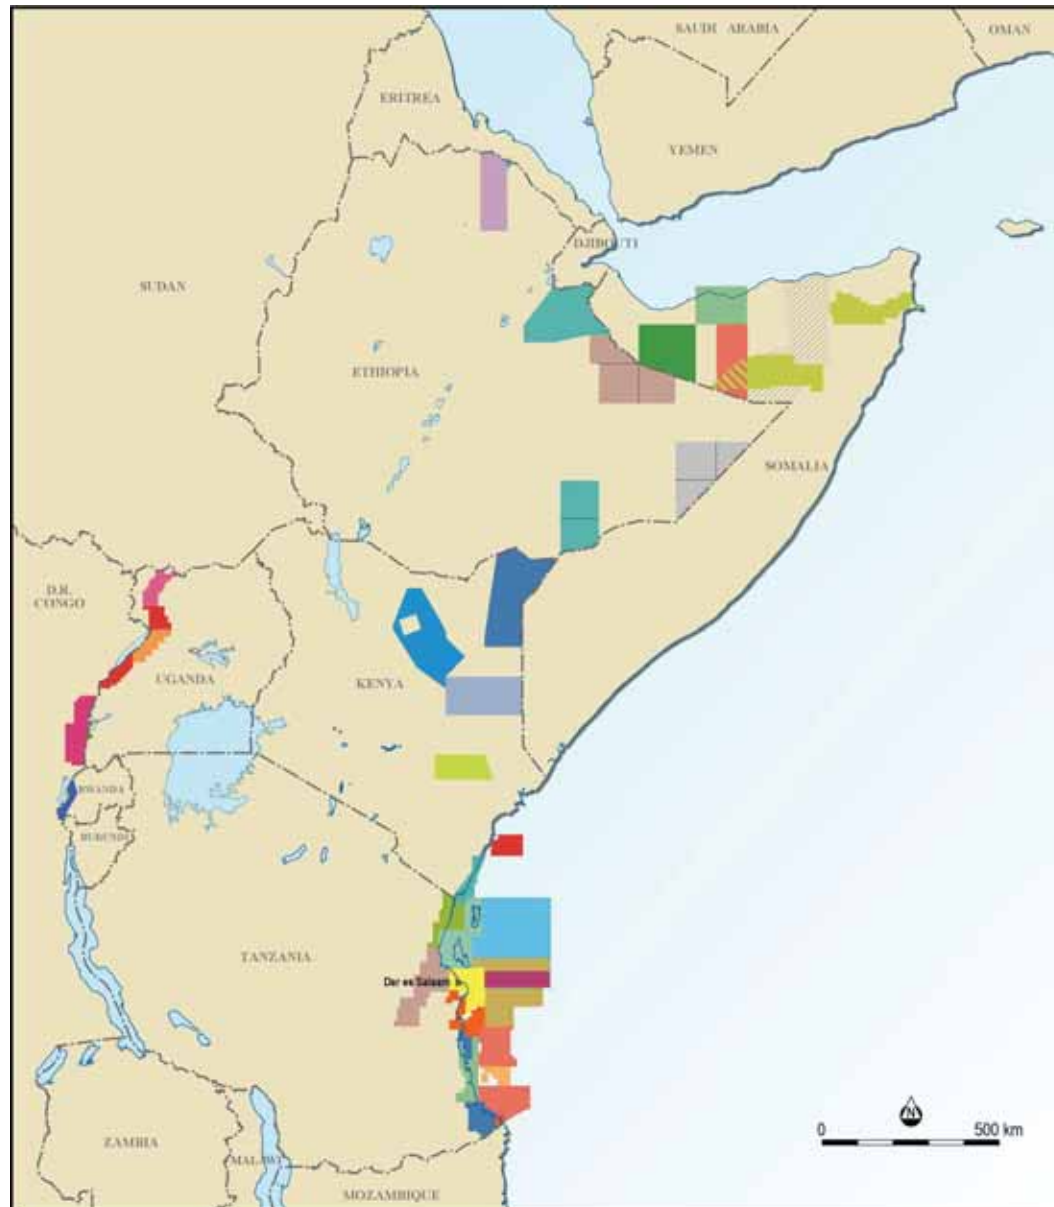 SAUDI ARABIA
OMAN
ERITREA
YEMEN
DJIBOUTI
SUDAN
ETHIOPIA
SOMALIA
D.R.
CONGO
UGANDA
KENYA
RWANDA
BURUNDI
TANZANIA
Dar es Salaam
N
0 500 km
ZAMBIA
MALAWI
MOZAMBIQUE